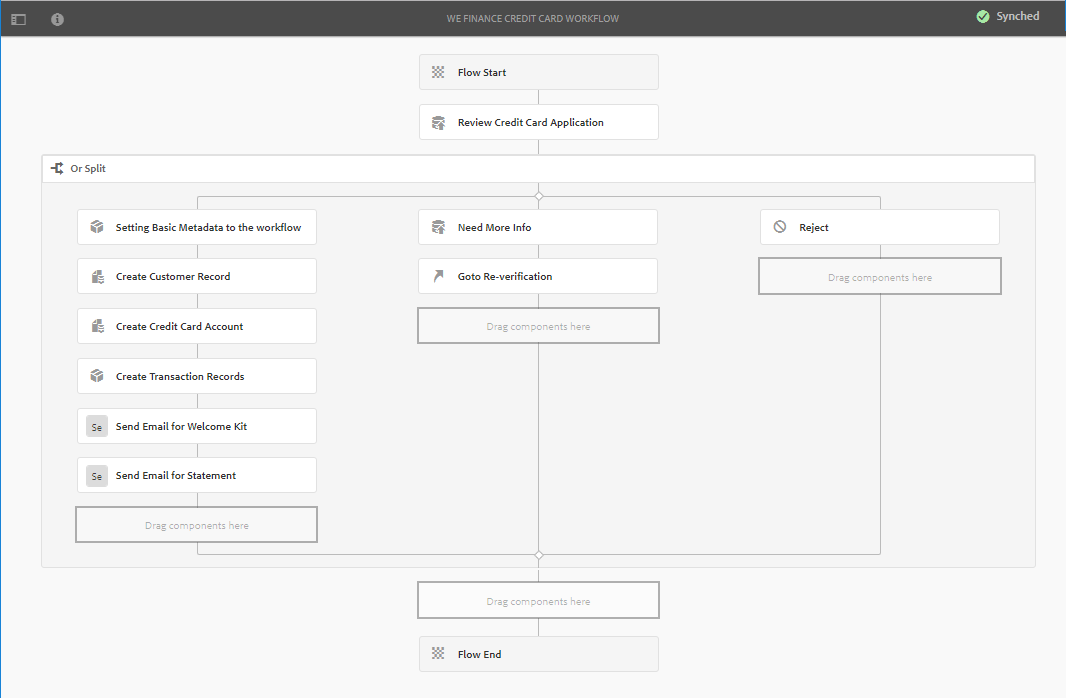 WE FINANCE CREDIT CARD WORKFLOW
Synched
Flow Start
Review Credit Card Application
Or Split
Setting Basic Metadata to the workflow
Create Customer Record
Create Credit Card Account
Create Transaction Records
Se Send Email for Welcome Kit
Se Send Email for Statement
Drag components here
Need More Info
Goto Re-verification
Drag components here
Reject
Drag components here
Drag components here
Flow End